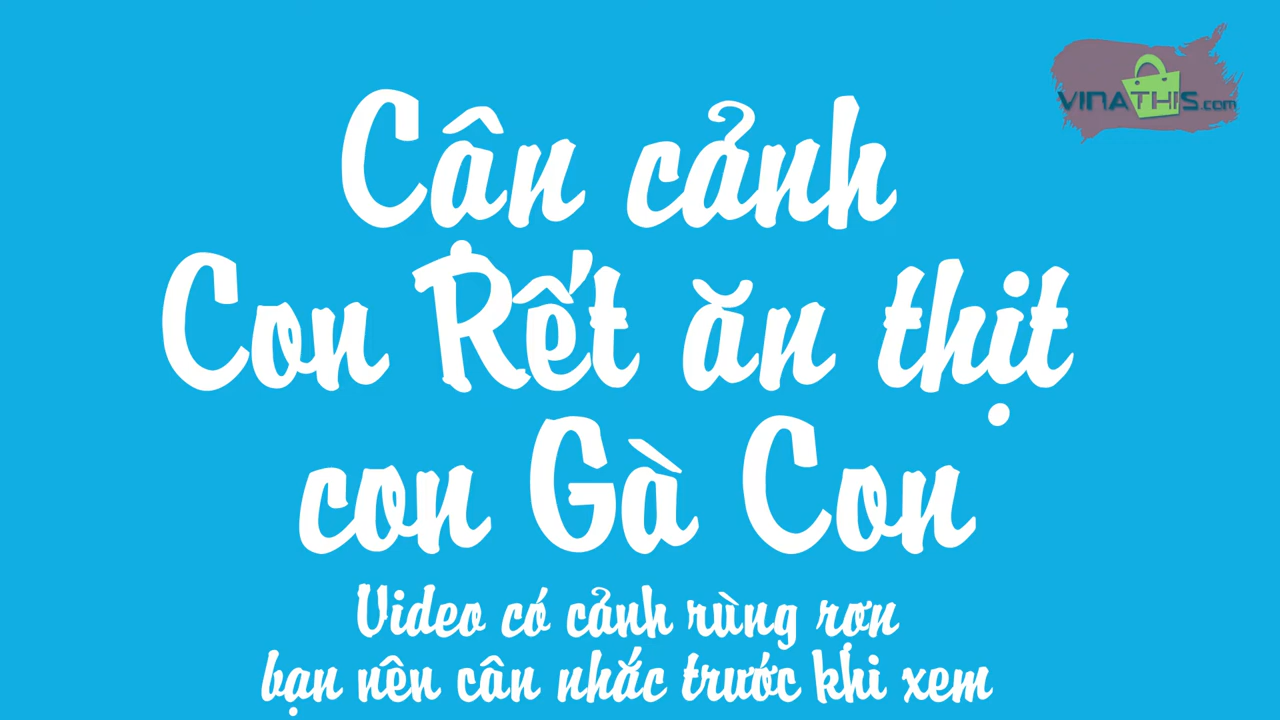 VINATHIS.com
Cân cảnh
Con Rết ăn thịt
con Gà Con
Video có cảnh rùng rợn
bạn nên cân nhắc trước khi xem